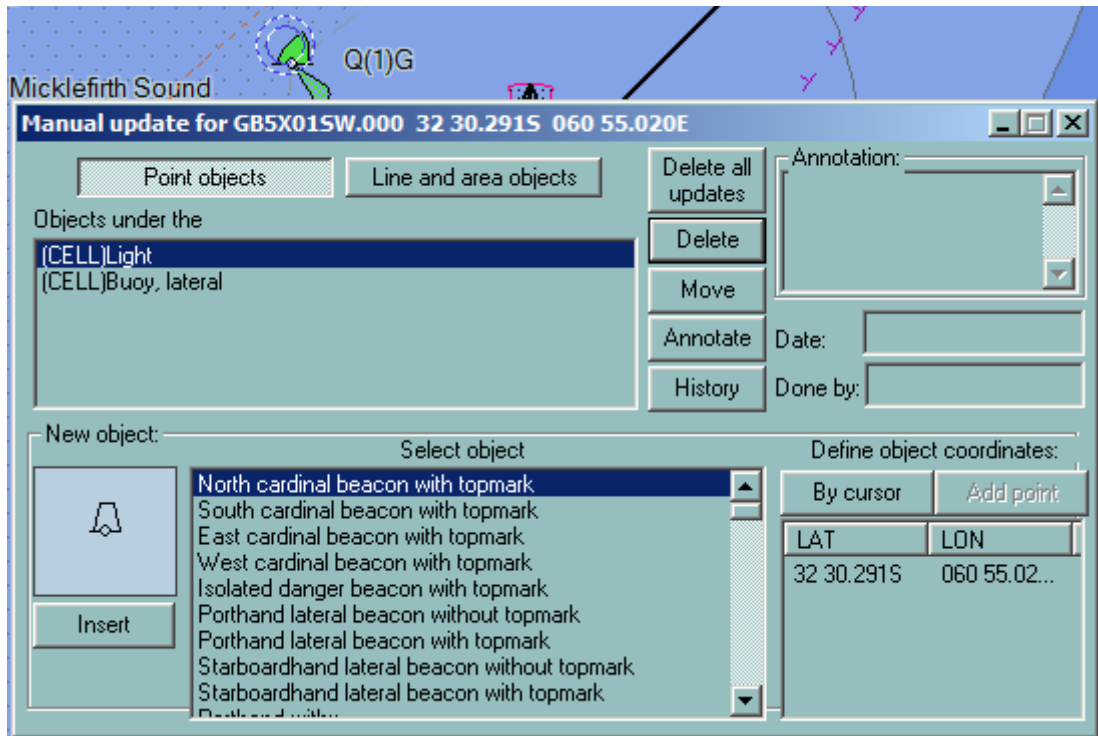 Q(1)G
Micklefirth Sound
Manual update for GB5X01SW.000 32 30.291S 060 55.020E
Point objects
Line and area objects
Objects under the
(CELL)Light
(CELL)Buoy, lateral
Delete all
updates
Delete
Move
Annotate
History
Annotation:
Date:
Done by:
New object:
Insert
Select object
North cardinal beacon with topmark
South cardinal beacon with topmark
East cardinal beacon with topmark
West cardinal beacon with topmark
Isolated danger beacon with topmark
Porthand lateral beacon without topmark
Porthand lateral beacon with topmark
Starboardhand lateral beacon without topmark
Starboardhand lateral beacon with topmark
Define object coordinates:
By cursor
Add point
LAT LON
32 30.291S 060 55.02...